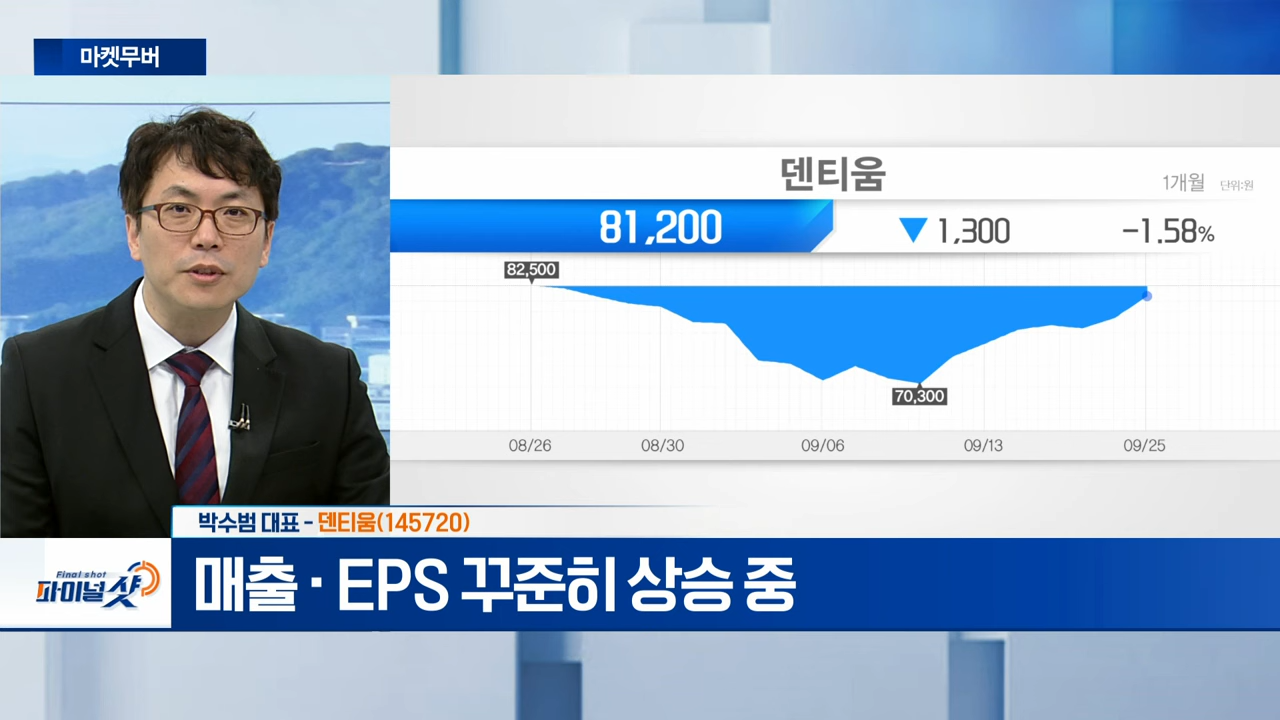 마켓무버
덴티움
1개월 단위:원
81,200 ▼ 1,300 -1.58%
82,500
70,300
08/26 08/30 09/06 09/13 09/25
박수범 대표 - 덴티움(145720)
Final shot
파이널샷
매출·EPS 꾸준히 상승 중